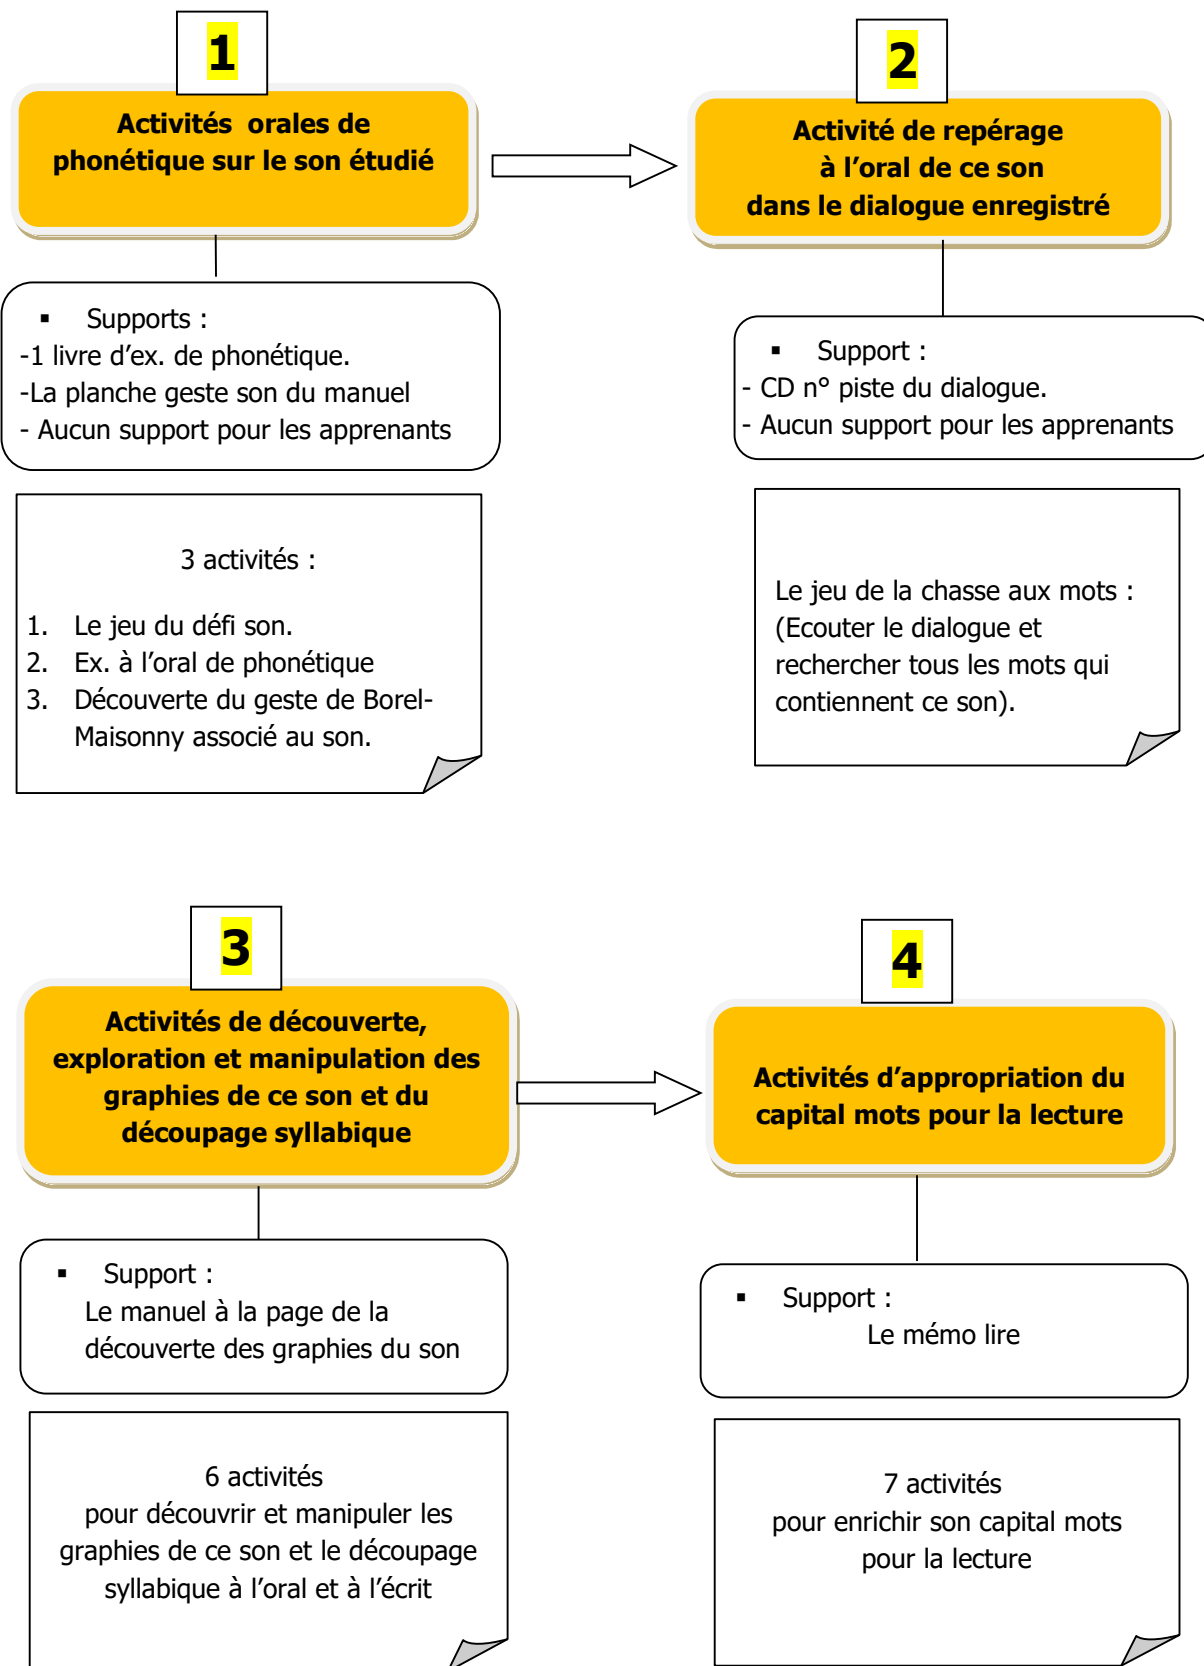 1
Activités orales de
phonétique sur le son étudié
▪ Supports :
-1 livre d’ex. de phonétique.
-La planche geste son du manuel
- Aucun support pour les apprenants
3 activités :
1. Le jeu du défi son.
2. Ex. à l’oral de phonétique
3. Découverte du geste de Borel-
Maisonny associé au son.
2
Activité de repérage
à l’oral de ce son
dans le dialogue enregistré
▪ Support :
- CD n° piste du dialogue.
- Aucun support pour les apprenants
Le jeu de la chasse aux mots :
(Ecouter le dialogue et
rechercher tous les mots qui
contiennent ce son).
3
Activités de découverte,
exploration et manipulation des
graphies de ce son et du
découpage syllabique
▪ Support :
Le manuel à la page de la
découverte des graphies du son
6 activités
pour découvrir et manipuler les
graphies de ce son et le découpage
syllabique à l’oral et à l’écrit
4
Activités d’appropriation du
capital mots pour la lecture
▪ Support :
Le mémo lire
7 activités
pour enrichir son capital mots
pour la lecture